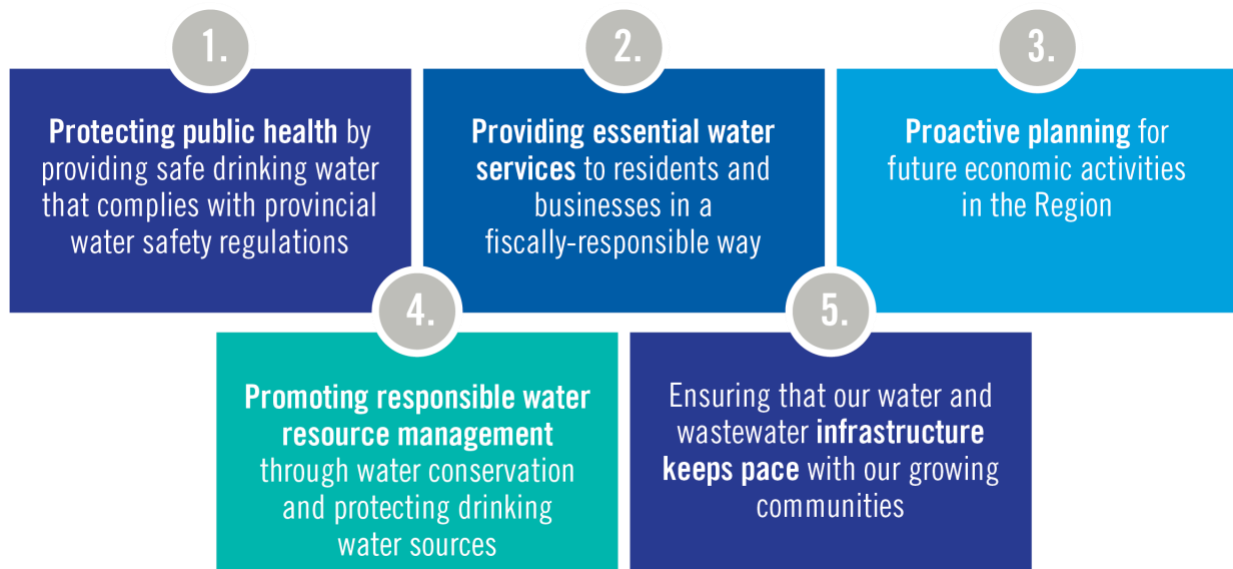 1.
Protecting public health by
providing safe drinking water
that complies with provincial
water safety regulations
2.
Providing essential water
services to residents and
businesses in a
fiscally-responsible way
3.
Proactive planning for
future economic activities
in the Region
4.
Promoting responsible water
resource management
through water conservation
and protecting drinking
water sources
5.
Ensuring that our water and
wastewater infrastructure
keeps pace with our growing
communities